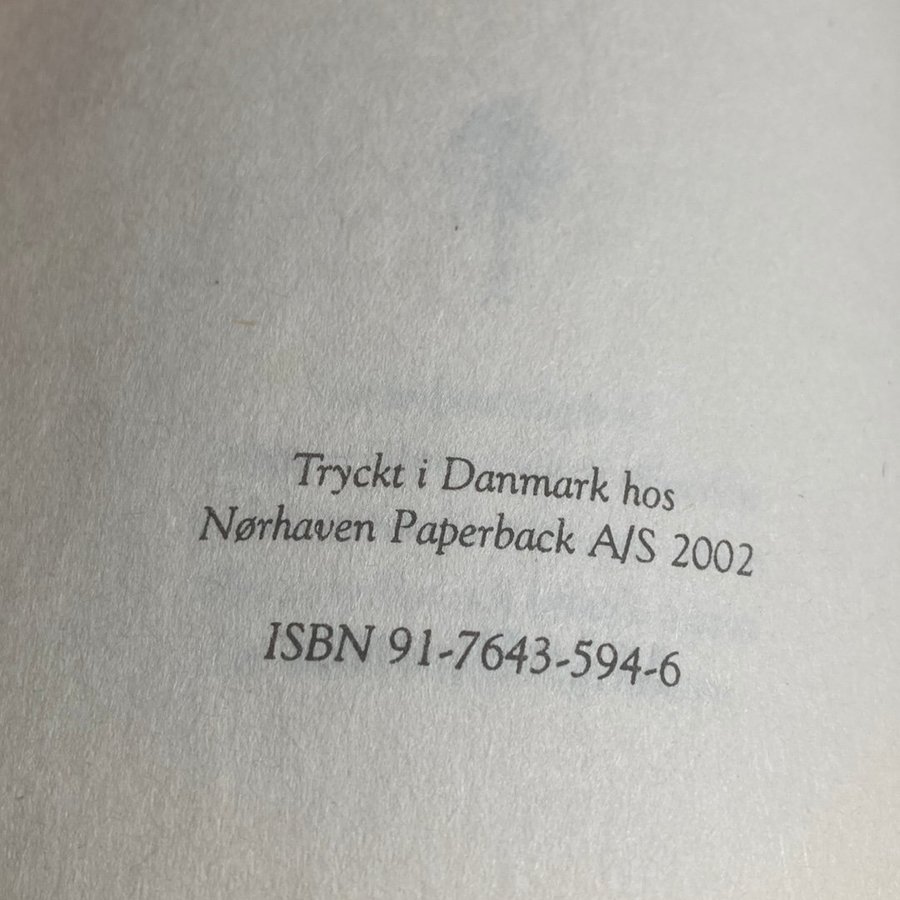 Tryckt i Danmark hos
Nørhaven Paperback A/S 2002
ISBN 91-7643-594-6